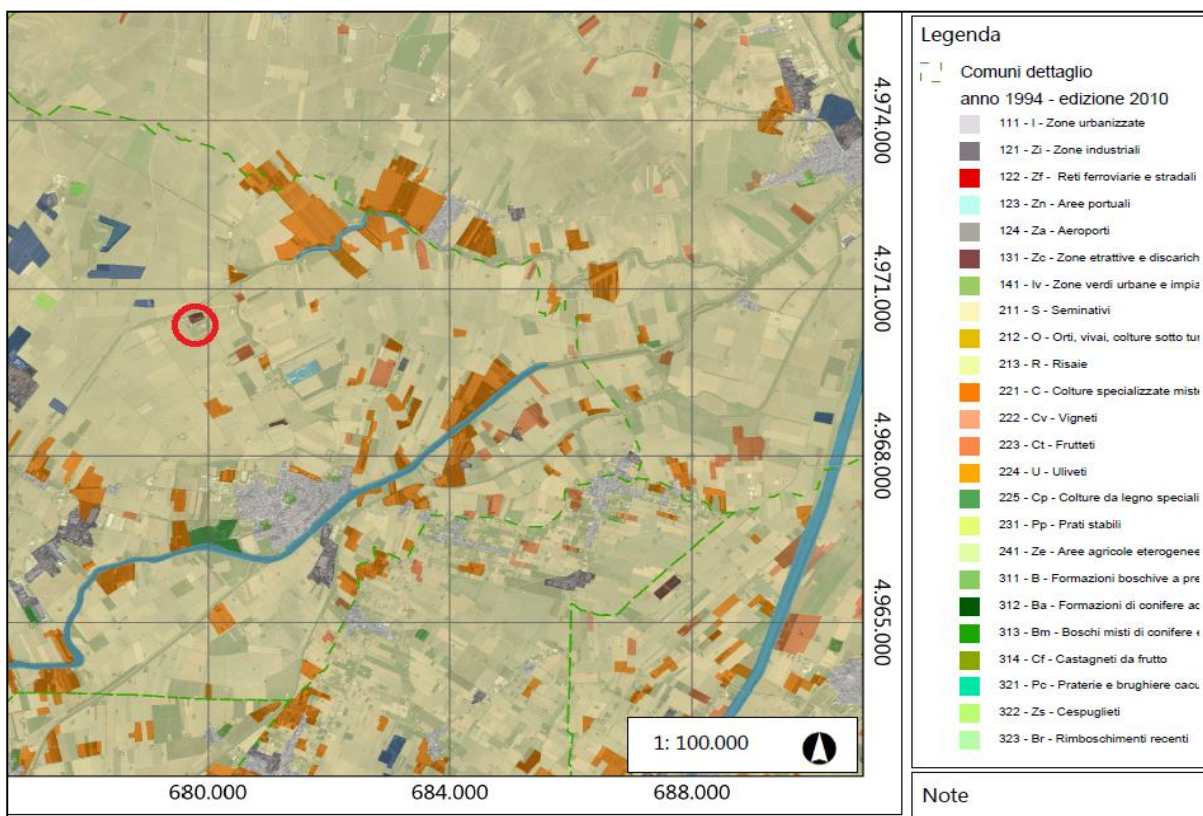 4.974.000
4.971.000
4.968.000
4.965.000
1: 100.000
680.000
684.000
688.000
Legenda
Comuni dettaglio
anno 1994 - edizione 2010
111 - I - Zone urbanizzate
121 - Zi - Zone industriali
122 - Zf - Reti ferroviarie e stradali
123 - Zn - Aree portuali
124 - Za - Aeroporti
131 - Zc - Zone etrattive e discarich
141 - Iv - Zone verdi urbane e impia
211 - S - Seminativi
212 - O - Orti, vivai, colture sotto tun
213 - R - Risaie
221 - C - Colture specializzate miste
222 - Cv - Vigneti
223 - Ct - Frutteti
224 - U - Uliveti
225 - Cp - Colture da legno speciali
231 - Pp - Prati stabili
241 - Ze - Aree agricole eterogenee
311 - B - Formazioni boschive a pre
312 - Ba - Formazioni di conifere ad
313 - Bm - Boschi misti di conifere e
314 - Cf - Castagneti da frutto
321 - Pc - Praterie e brughiere cacu
322 - Zs - Cespuglieti
323 - Br - Rimboschimenti recenti
Note